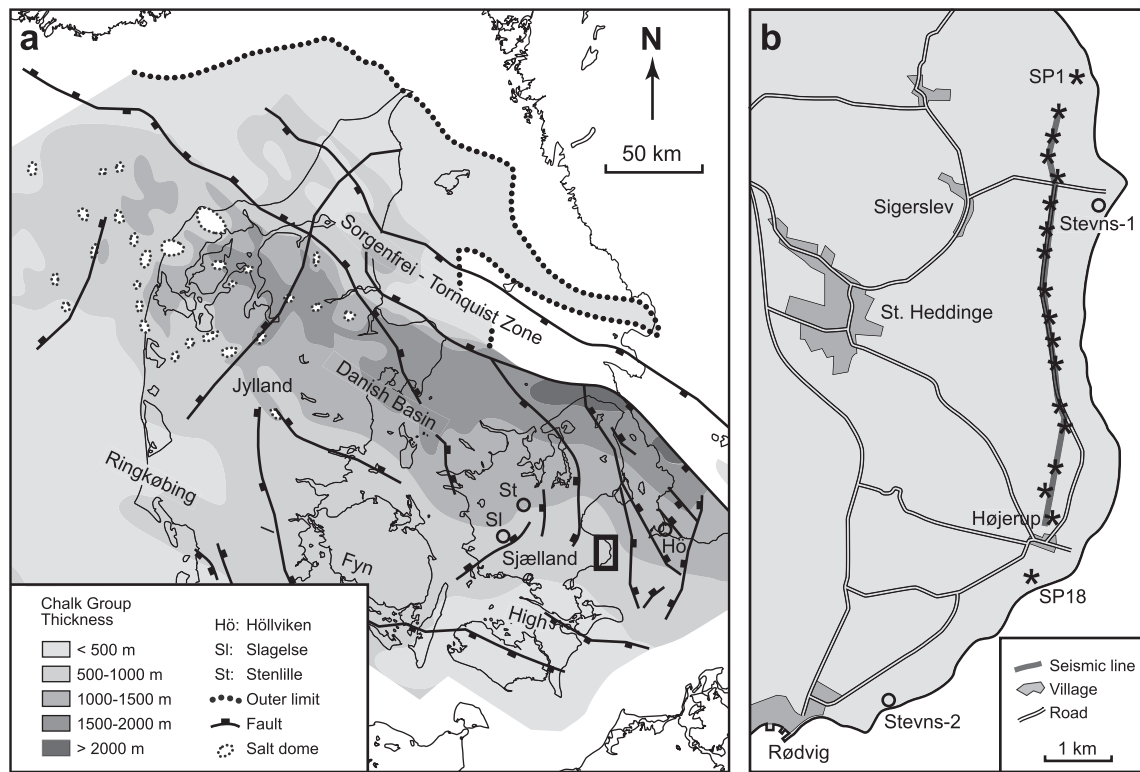 a
N
50 km
Sorgenfrei - Tornquist Zone
Danish Basin
Jylland
Ringkøbing
St
Sl
Sjælland
Hö
Fyn
High
Chalk Group
Thickness
< 500 m
500-1000 m
1000-1500 m
1500-2000 m
> 2000 m
Hö: Höllviken
Sl: Slagelse
St: Stenlille
Outer limit
Fault
Salt dome
b
SP1
Sigerslev
Stevns-1
St. Heddinge
Højerup
SP18
Stevns-2
Rødvig
Seismic line
Village
Road
1 km